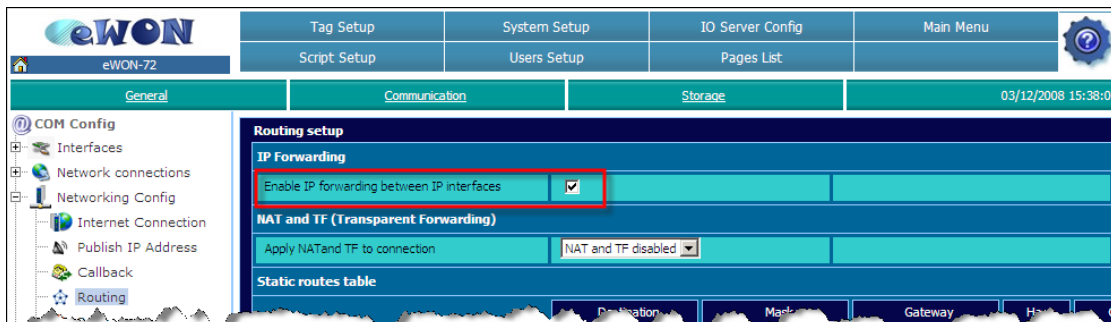 eWON
Tag Setup
System Setup
IO Server Config
Main Menu
eWON-72
Script Setup
Users Setup
Pages List
General
Communication
Storage
03/12/2008 15:38:0
COM Config
Interfaces
Network connections
Networking Config
Internet Connection
Publish IP Address
Callback
Routing
Routing setup
IP Forwarding
Enable IP forwarding between IP interfaces
NAT and TF (Transparent Forwarding)
Apply NATand TF to connection
NAT and TF disabled
Static routes table
Destination
Mask
Gateway